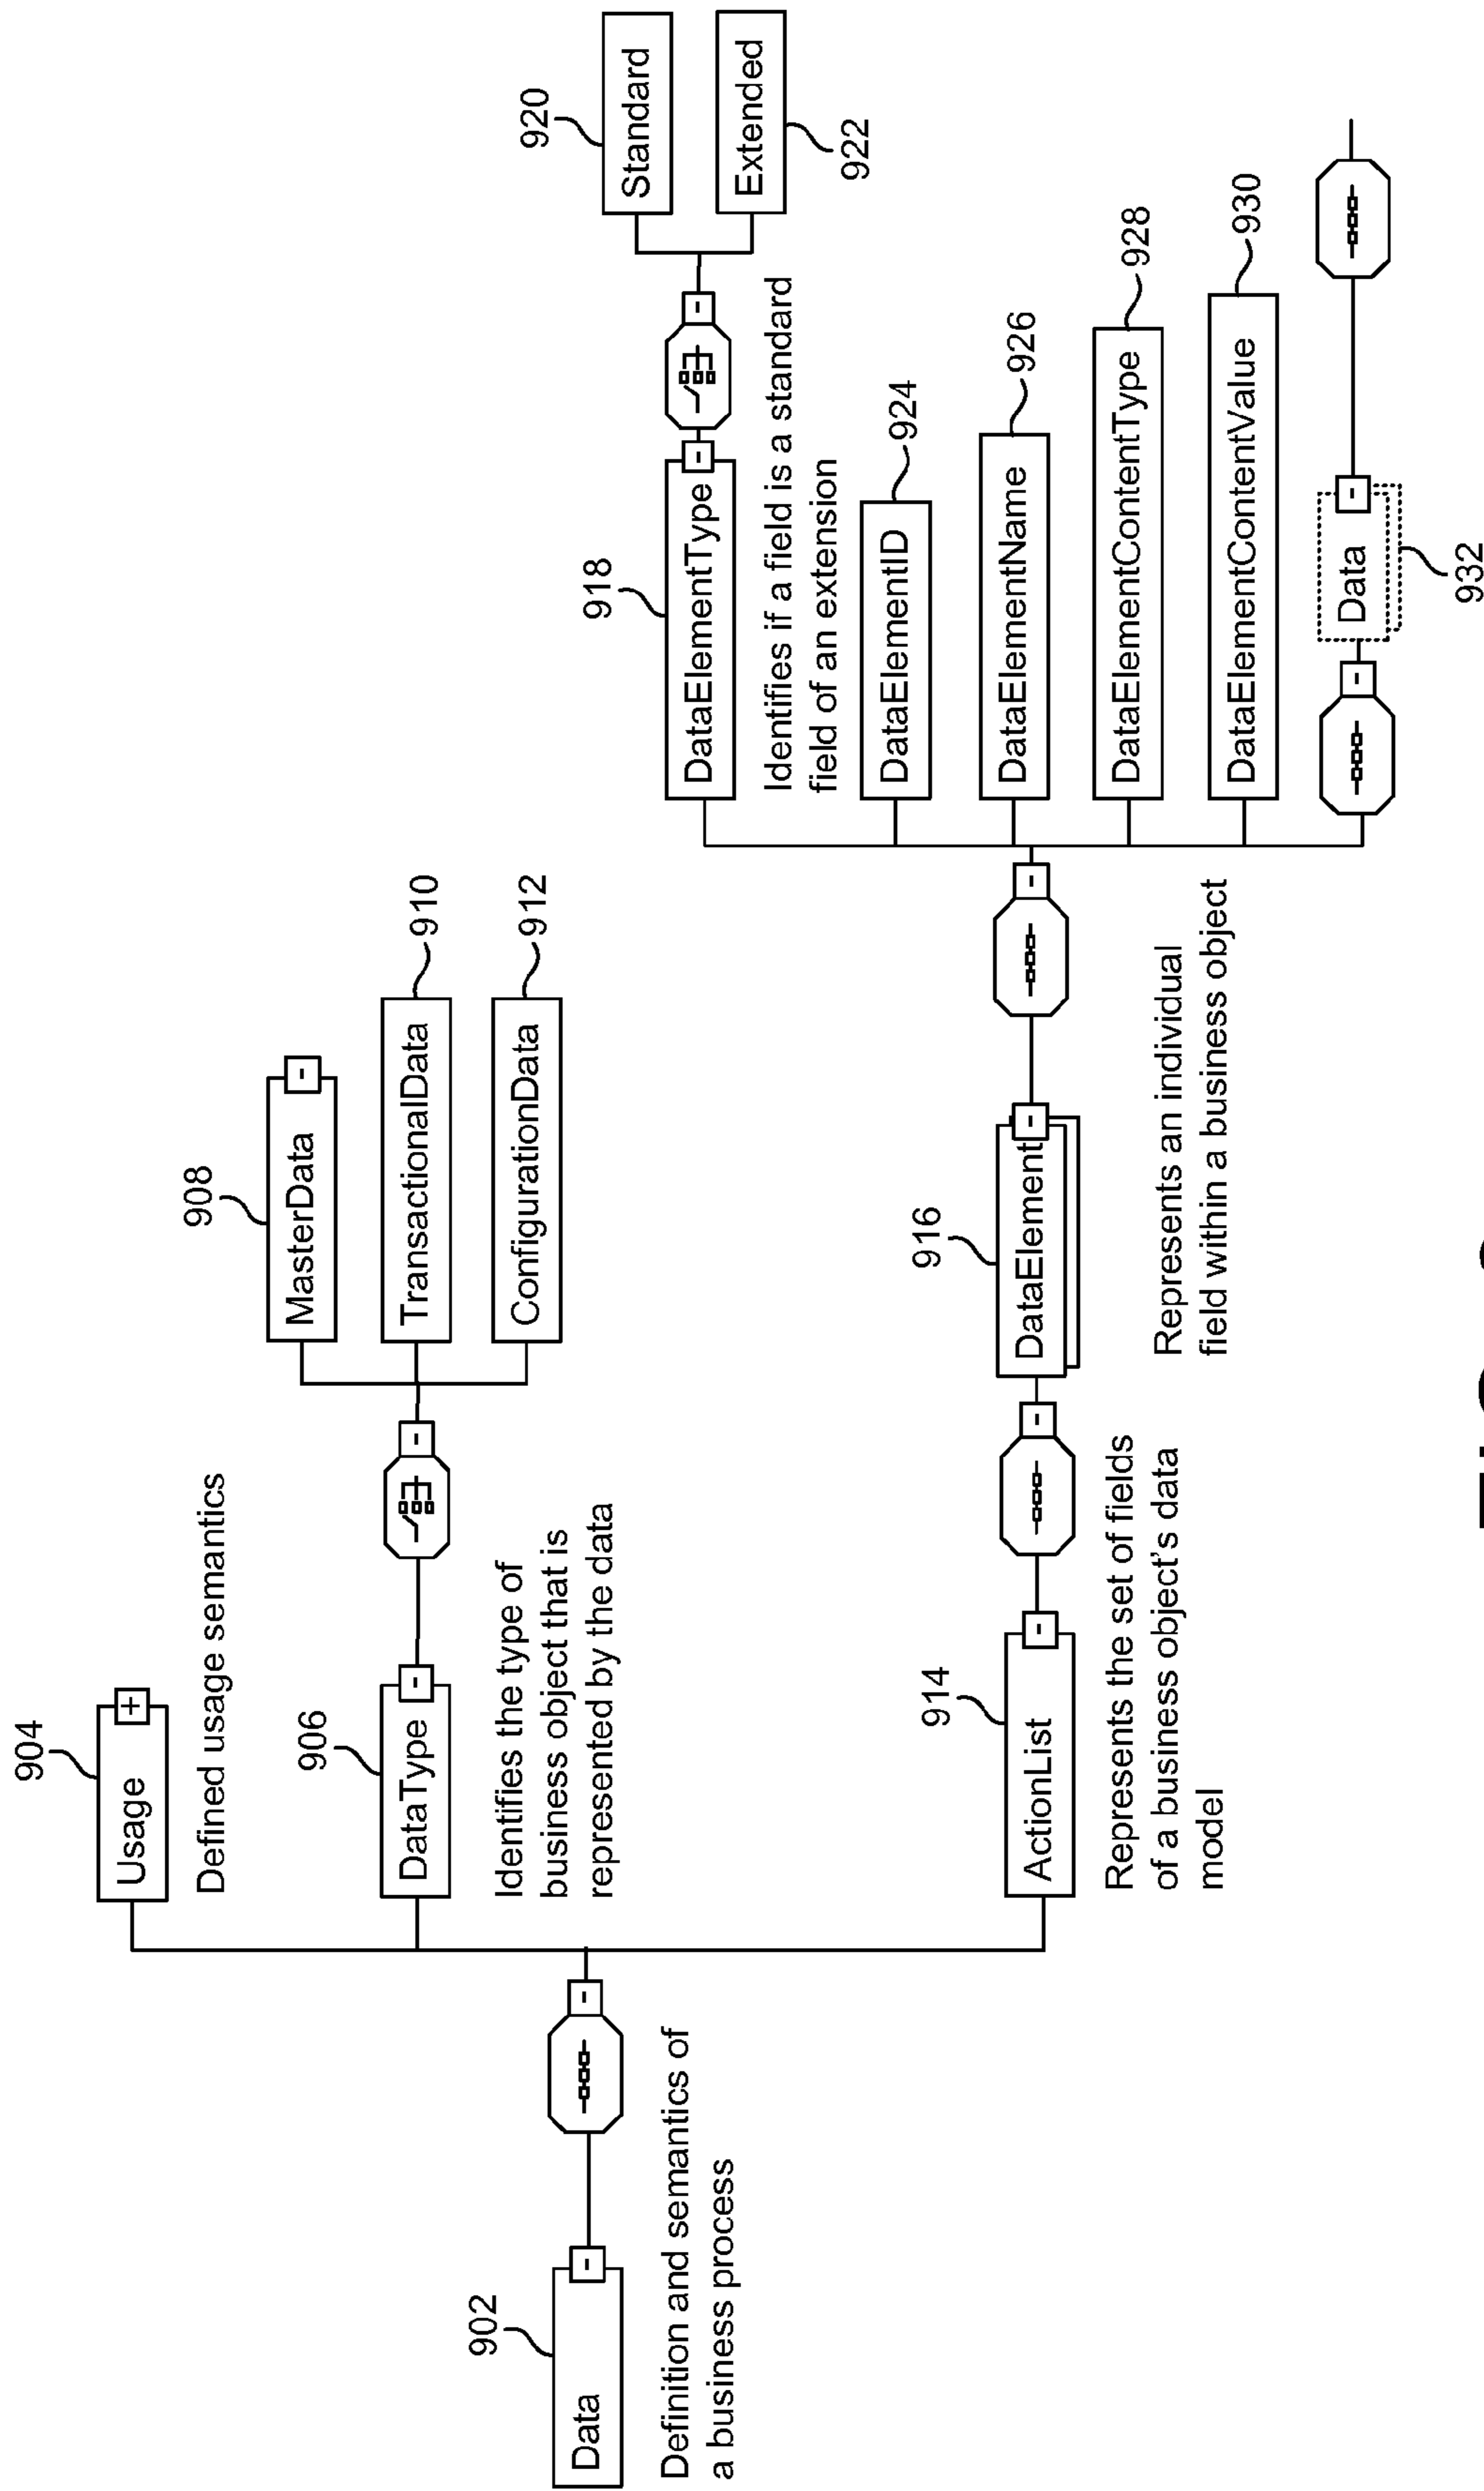 902
Data
Definition and semantics of
a business process
904
Usage
+
Defined usage semantics
906
DataType
Identifies the type of
business object that is
represented by the data
908
MasterData
TransactionalData
910
ConfigurationData
912
914
ActionList
Represents the set of fields
of a business object's data
model
916
DataElement
Represents an individual
field within a business object
918
DataElementType
Identifies if a field is a standard
field of an extension
920
Standard
Extended
922
DataElementID
924
DataElementName
926
DataElementContentType
928
DataElementContentValue
930
Data
932